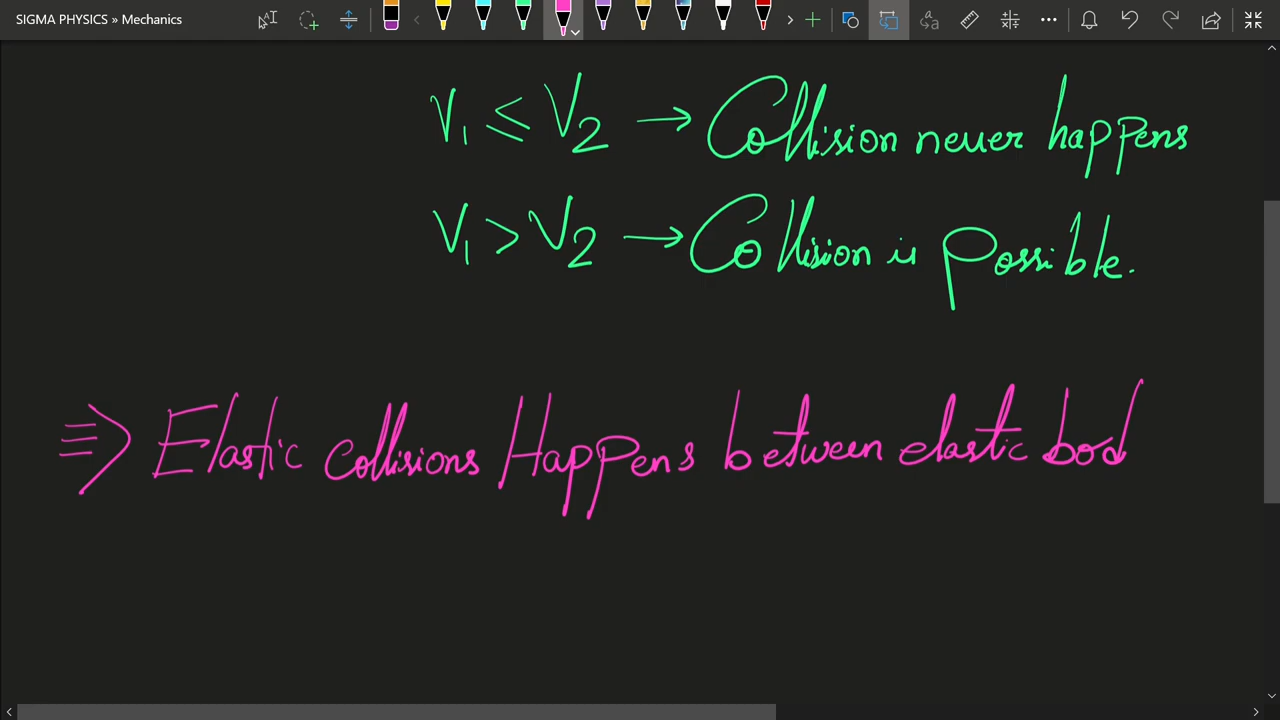 SIGMA PHYSICS » Mechanics
V₁ ≤ V₂ → Collision never happens
V₁ > V₂ → Collision is possible.
⇒ Elastic collisions Happens between elastic bod